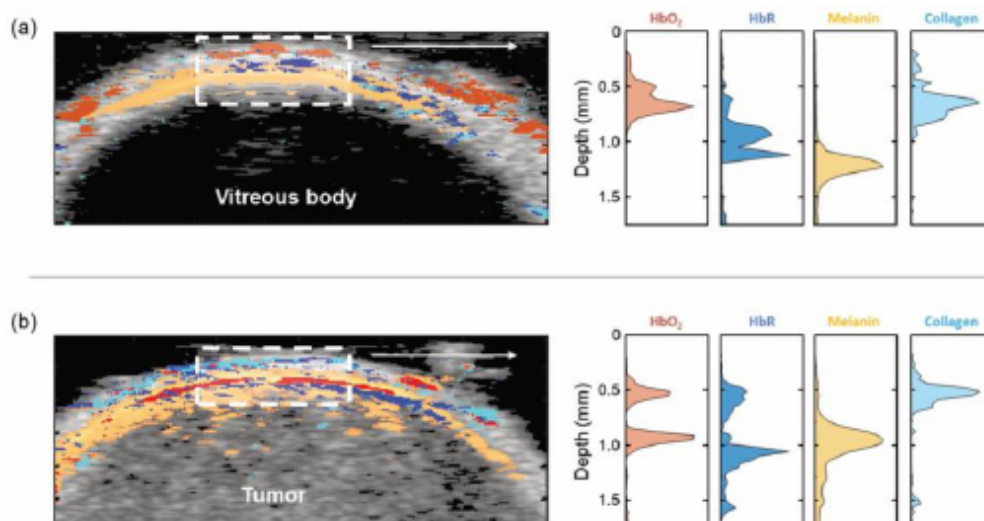 (a)
HbO₂ HbR Melanin Collagen
0
0.5
1.0
1.5
Depth (mm)
Vitreous body
(b)
HbO₂ HbR Melanin Collagen
0
0.5
1.0
1.5
Depth (mm)
Tumor